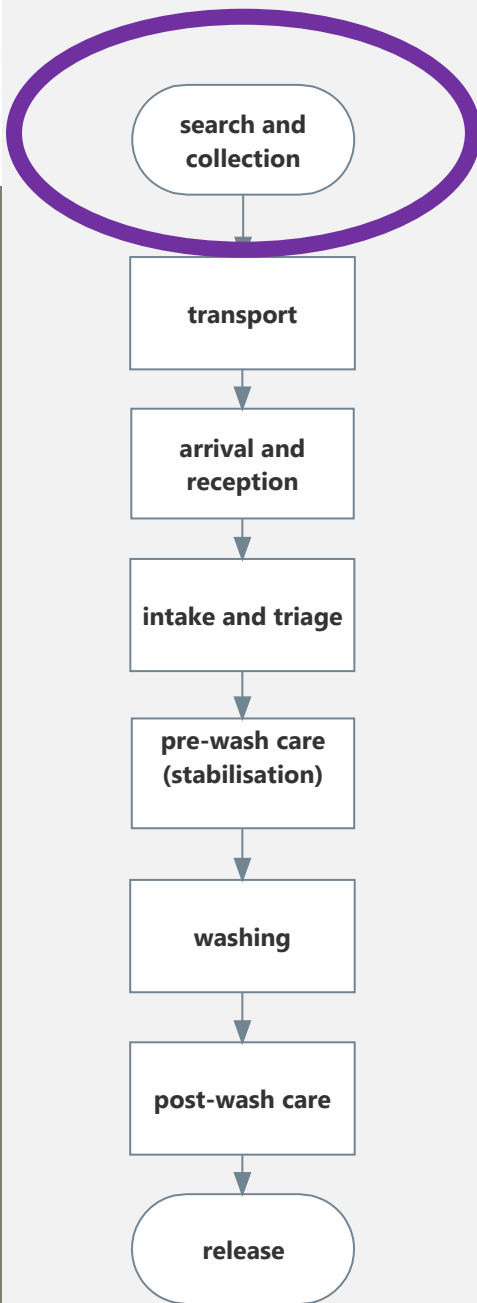 search and
collection
transport
arrival and
reception
intake and triage
pre-wash care
(stabilisation)
washing
post-wash care
release